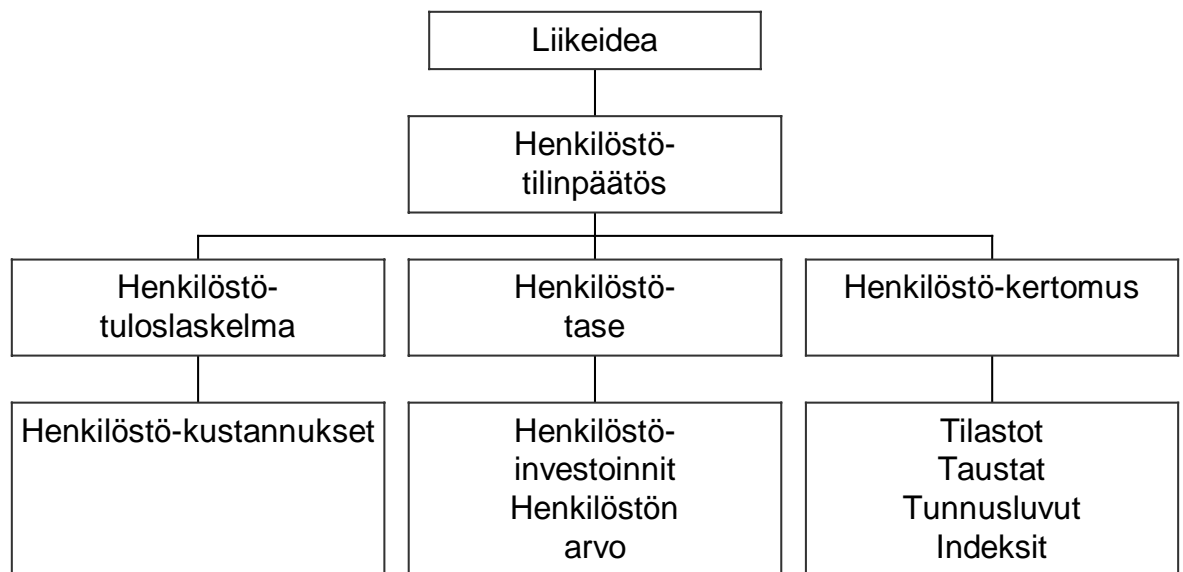 Liikeidea
Henkilöstö-
tilinpäätös
Henkilöstö-
tuloslaskelma
Henkilöstö-
tase
Henkilöstö-kertomus
Henkilöstö-kustannukset
Henkilöstö-
investoinnit
Henkilöstön
arvo
Tilastot
Taustat
Tunnusluvut
Indeksit